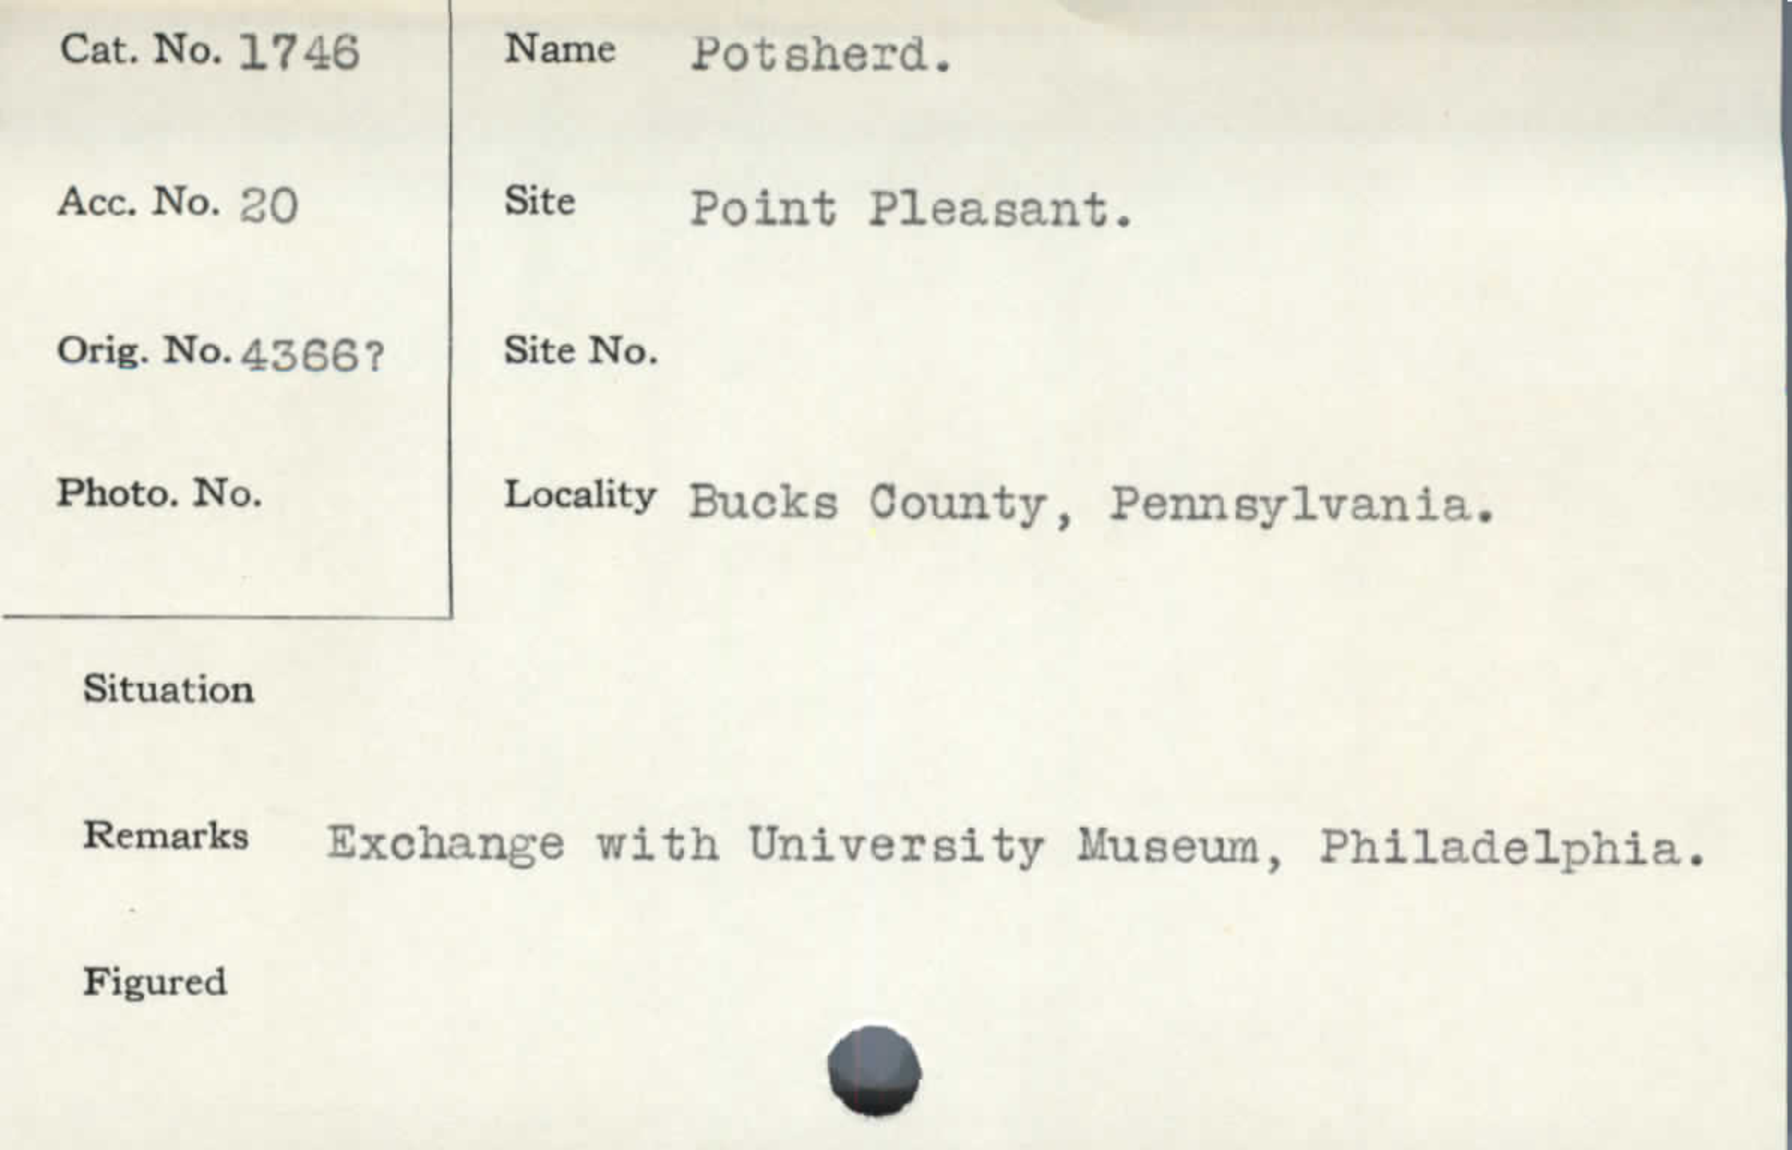 Cat. No. 1746
Acc. No. 20
Orig. No. 4366?
Photo. No.
Name Potsherd.
Site Point Pleasant.
Site No.
Locality Bucks County, Pennsylvania.
Situation
Remarks Exchange with University Museum, Philadelphia.
Figured